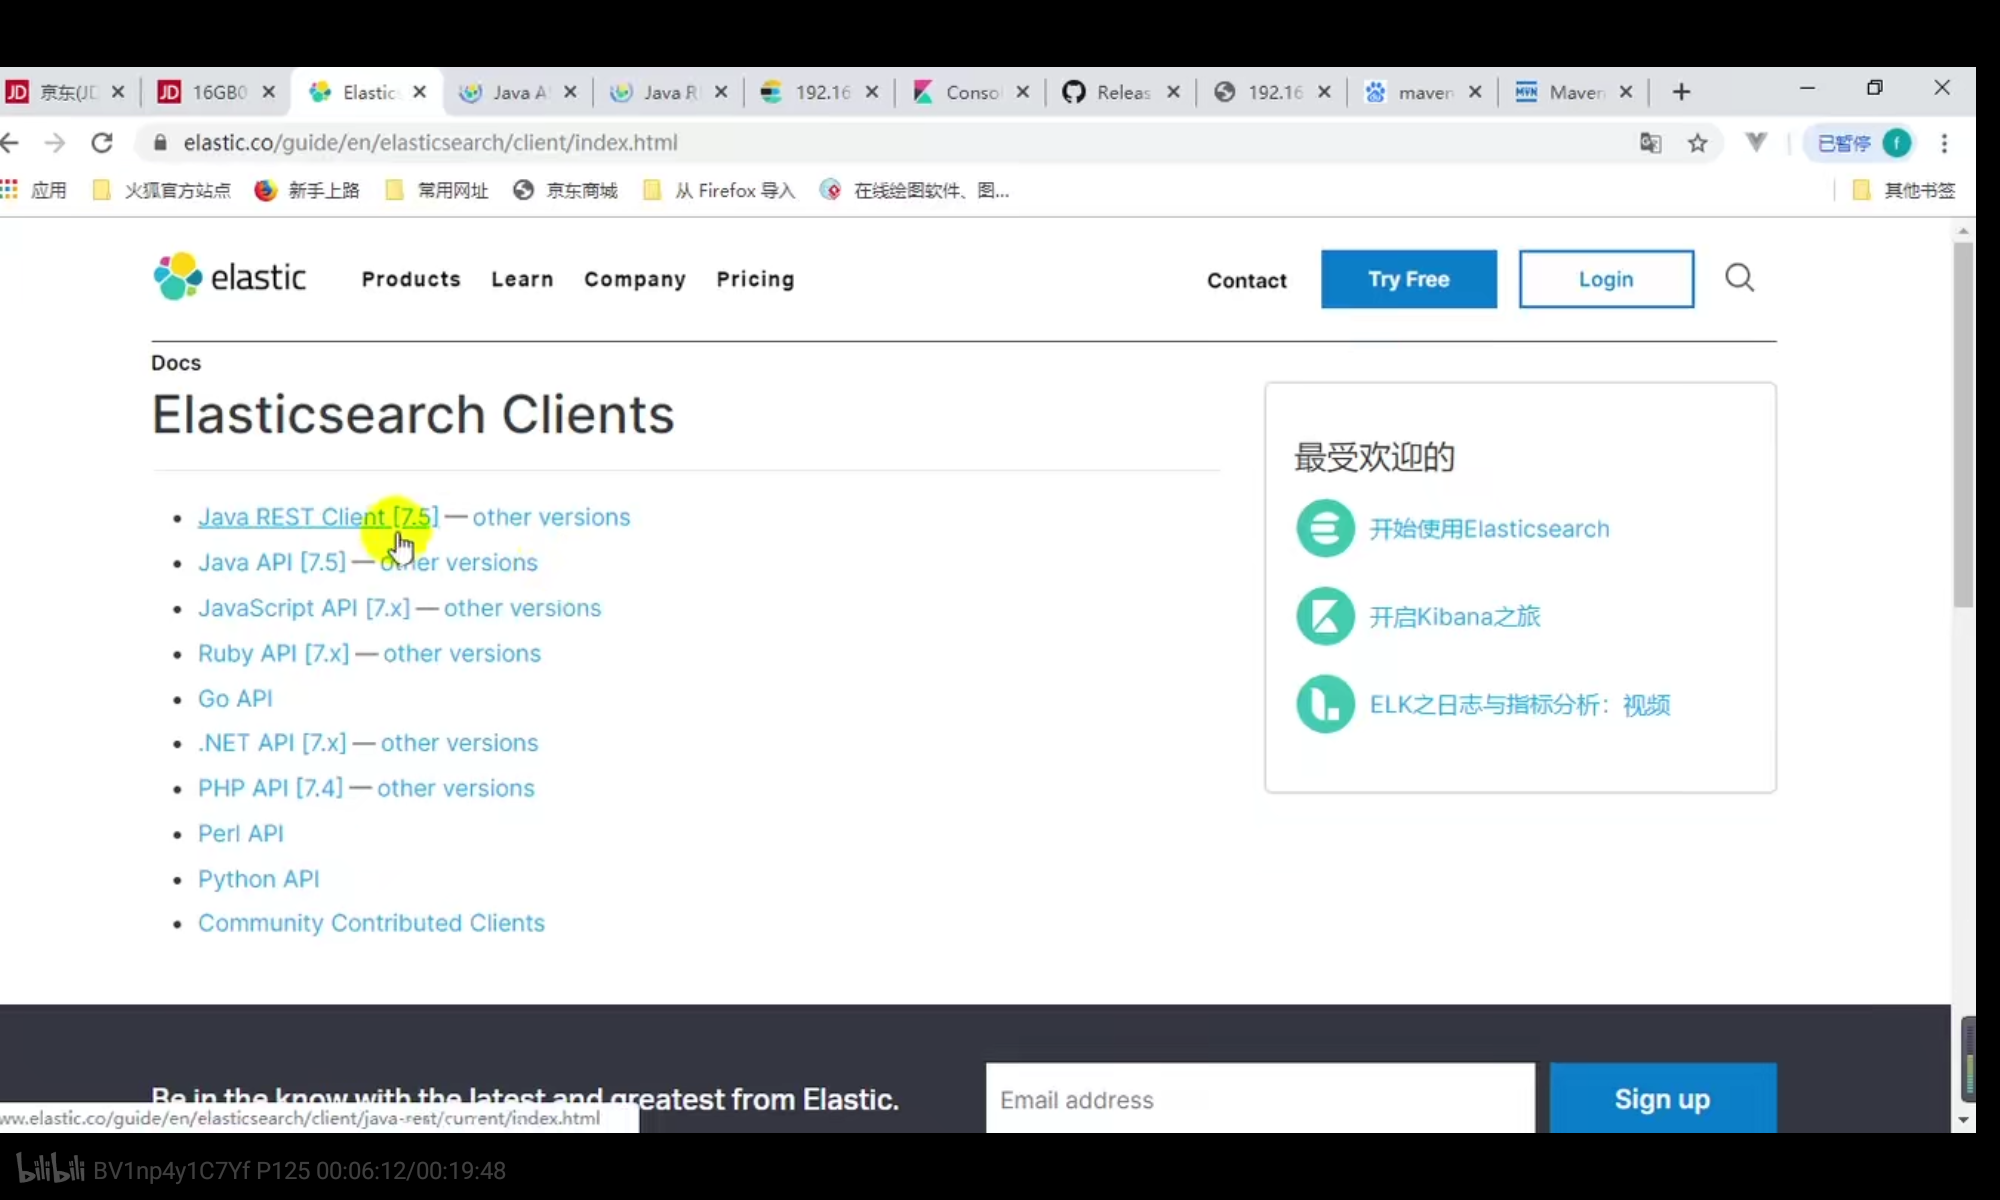 京东(JD
16GB0
Elastic
Java A
Java R
192.16
Conso
Releas
192.16
maven
Maven
elastic.co/guide/en/elasticsearch/client/index.html
已暂停 f
应用 火狐官方站点 新手上路 常用网址 京东商城 从 Firefox 导入 在线绘图软件、图... 其他书签
elastic Products Learn Company Pricing Contact Try Free Login
Docs
Elasticsearch Clients
Java REST Client [7.5] — other versions
Java API [7.5] — other versions
JavaScript API [7.x] — other versions
Ruby API [7.x] — other versions
Go API
.NET API [7.x] — other versions
PHP API [7.4] — other versions
Perl API
Python API
Community Contributed Clients
最受欢迎的
开始使用Elasticsearch
开启Kibana之旅
ELK之日志与指标分析：视频
Be in the know with the latest and greatest from Elastic.
Email address
Sign up
ww.elastic.co/guide/en/elasticsearch/client/java-rest/current/index.html
bilibili BV1np4y1C7Yf P125 00:06:12/00:19:48